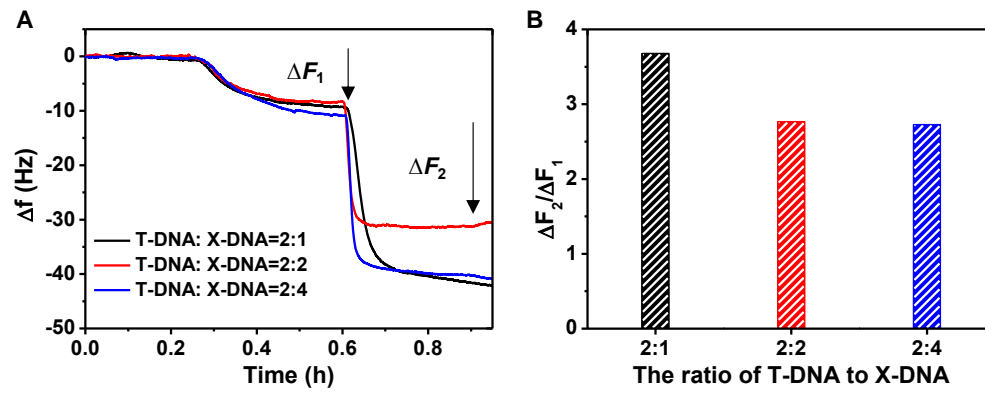 A
B
ΔF1
ΔF2
0
-10
-20
-30
-40
-50
Δf (Hz)
T-DNA: X-DNA=2:1
T-DNA: X-DNA=2:2
T-DNA: X-DNA=2:4
0.0 0.2 0.4 0.6 0.8
Time (h)
4
3
2
1
0
ΔF2/ΔF1
2:1 2:2 2:4
The ratio of T-DNA to X-DNA